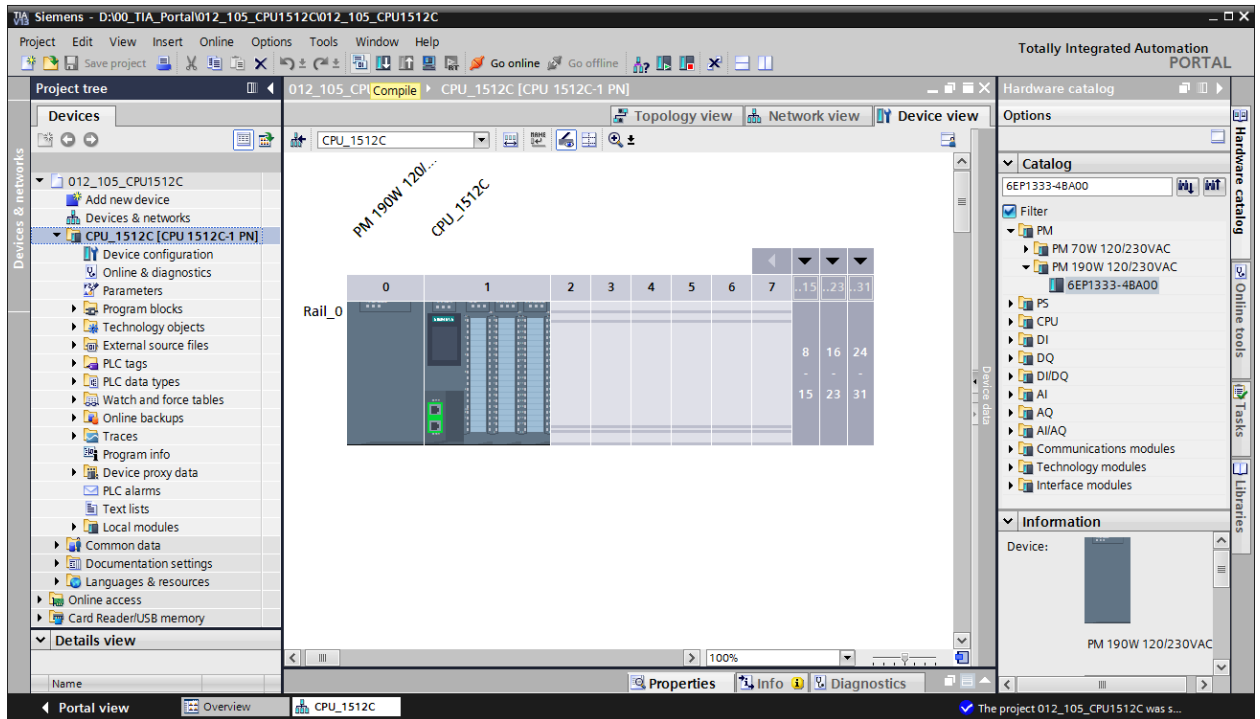 Siemens - D:\00_TIA_Portal\012_105_CPU1512C\012_105_CPU1512C
Project Edit View Insert Online Options Tools Window Help
Totally Integrated Automation
PORTAL
Save project
Go online
Go offline
Project tree
012_105_CPU
Compile
CPU_1512C [CPU 1512C-1 PN]
Hardware catalog
Devices
Topology view
Network view
Device view
Options
CPU_1512C
Catalog
6EP1333-4BA00
Filter
PM
PM 70W 120/230VAC
PM 190W 120/230VAC
6EP1333-4BA00
PS
CPU
DI
DQ
DI/DQ
AI
AQ
AI/AQ
Communications modules
Technology modules
Interface modules
Information
Device:
PM 190W 120/230VAC
012_105_CPU1512C
Add new device
Devices & networks
CPU_1512C [CPU 1512C-1 PN]
Device configuration
Online & diagnostics
Parameters
Program blocks
Technology objects
External source files
PLC tags
PLC data types
Watch and force tables
Online backups
Traces
Program info
Device proxy data
PLC alarms
Text lists
Local modules
Common data
Documentation settings
Languages & resources
Online access
Card Reader/USB memory
Details view
Name
Devices & networks
PM 190W 120/...
CPU_1512C
0 1 2 3 4 5 6 7 ..15 ..23 ..31
Rail_0
SIEMENS
8 16 24
- - -
15 23 31
Device data
100%
Properties
Info
Diagnostics
Hardware catalog
Online tools
Tasks
Libraries
Portal view
Overview
CPU_1512C
The project 012_105_CPU1512C was s...